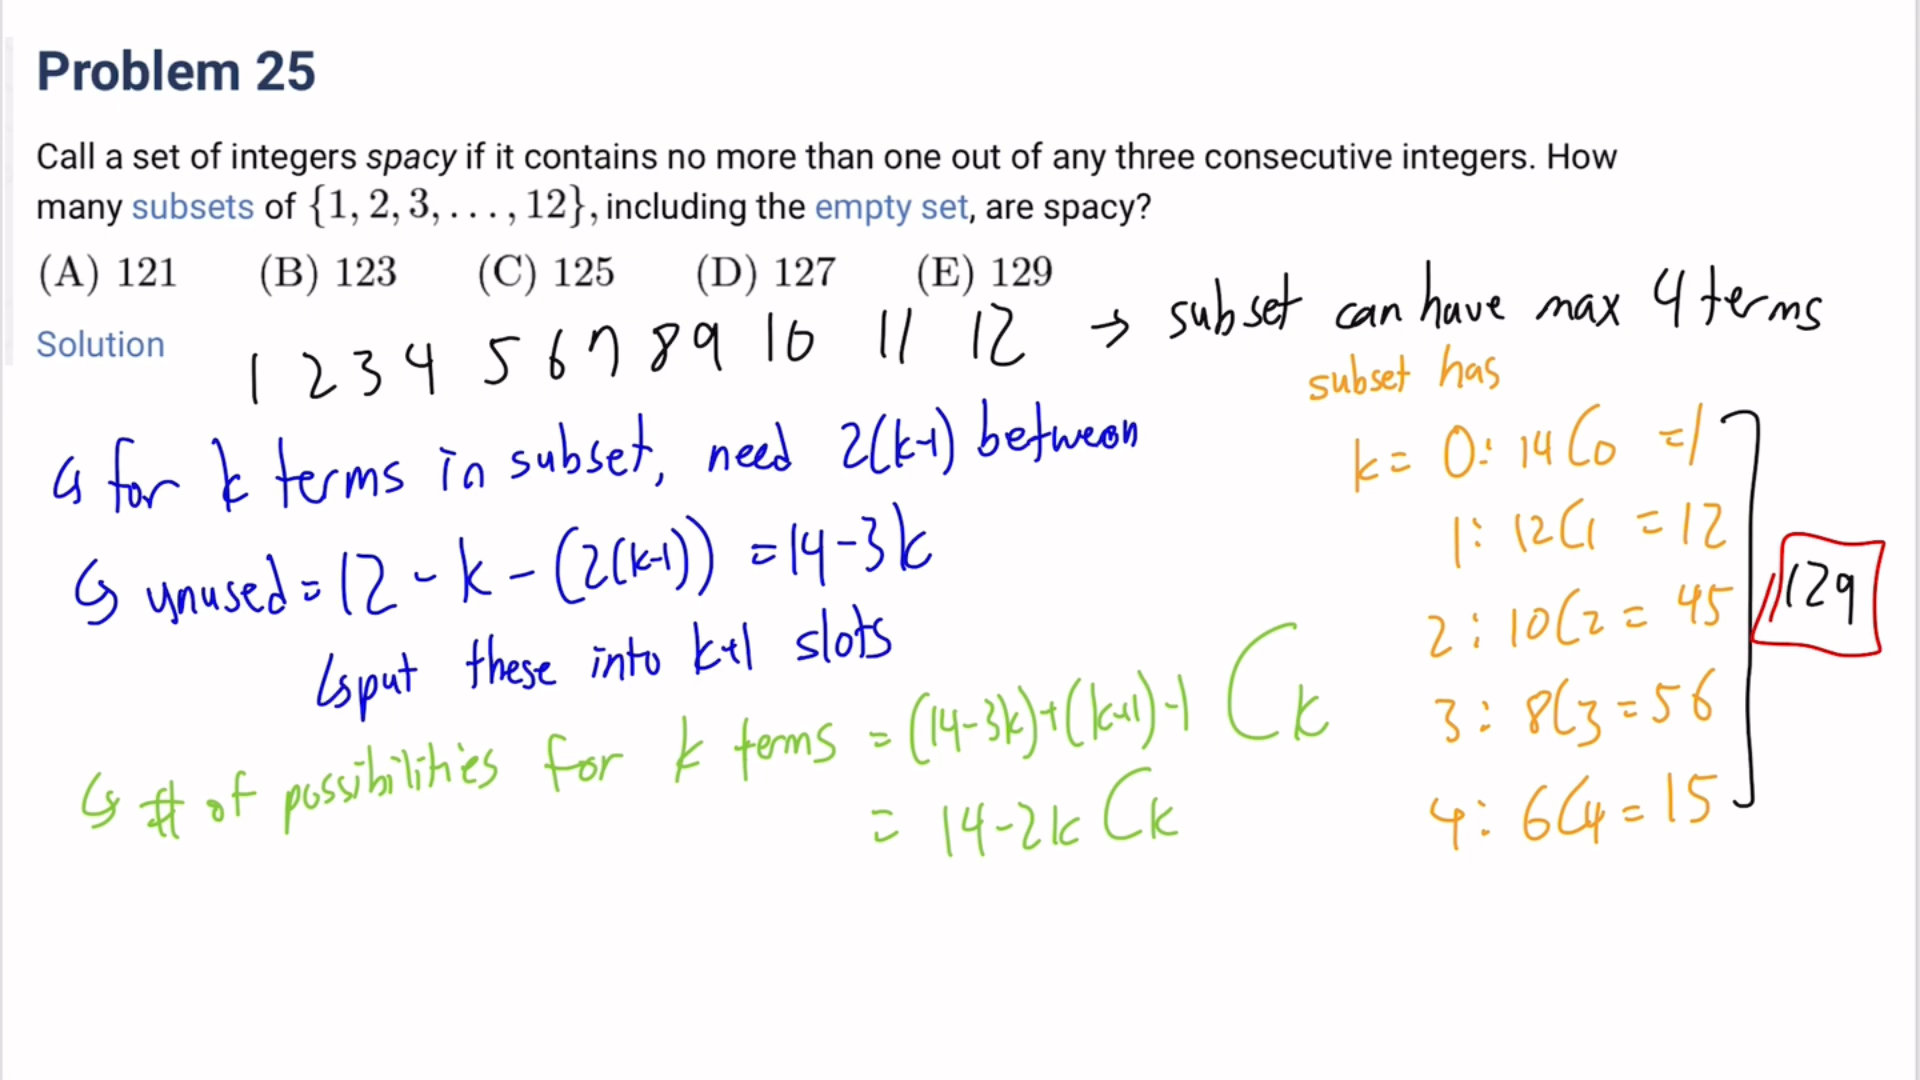 Problem 25
Call a set of integers spacy if it contains no more than one out of any three consecutive integers. How
many subsets of {1, 2, 3, . . . , 12}, including the empty set, are spacy?
(A) 121 (B) 123 (C) 125 (D) 127 (E) 129
Solution
1 2 3 4 5 6 7 8 9 10 11 12 → subset can have max 4 terms
↳ for k terms in subset, need 2(k-1) between
↳ unused = 12 - k - (2(k-1)) = 14-3k
↳ put these into k+1 slots
↳ # of possibilities for k terms = (14-3k)+(k+1)-1 C k
= 14-2k C k
subset has
k = 0: 14C0 = 1
1: 12C1 = 12
2: 10C2 = 45
3: 8C3 = 56
4: 6C4 = 15
129